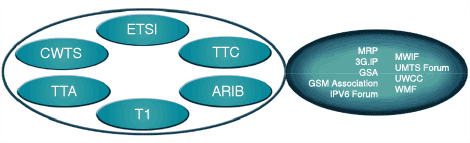 ETSI
CWTS
TTC
TTA
ARIB
T1
MRP
3G.IP
GSA
GSM Association
IPV6 Forum
MWIF
UMTS Forum
UWCC
WMF